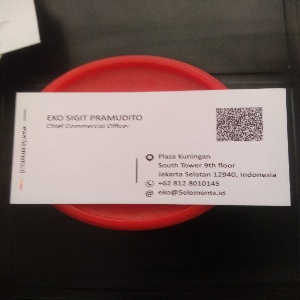 EKO SIGIT PRAMUDITO
Chief Commercial Officer
Plaza Kuningan
South Tower 9th floor
Jakarta Selatan 12940, Indonesia
+62 812 8010145
eko@5elements.id